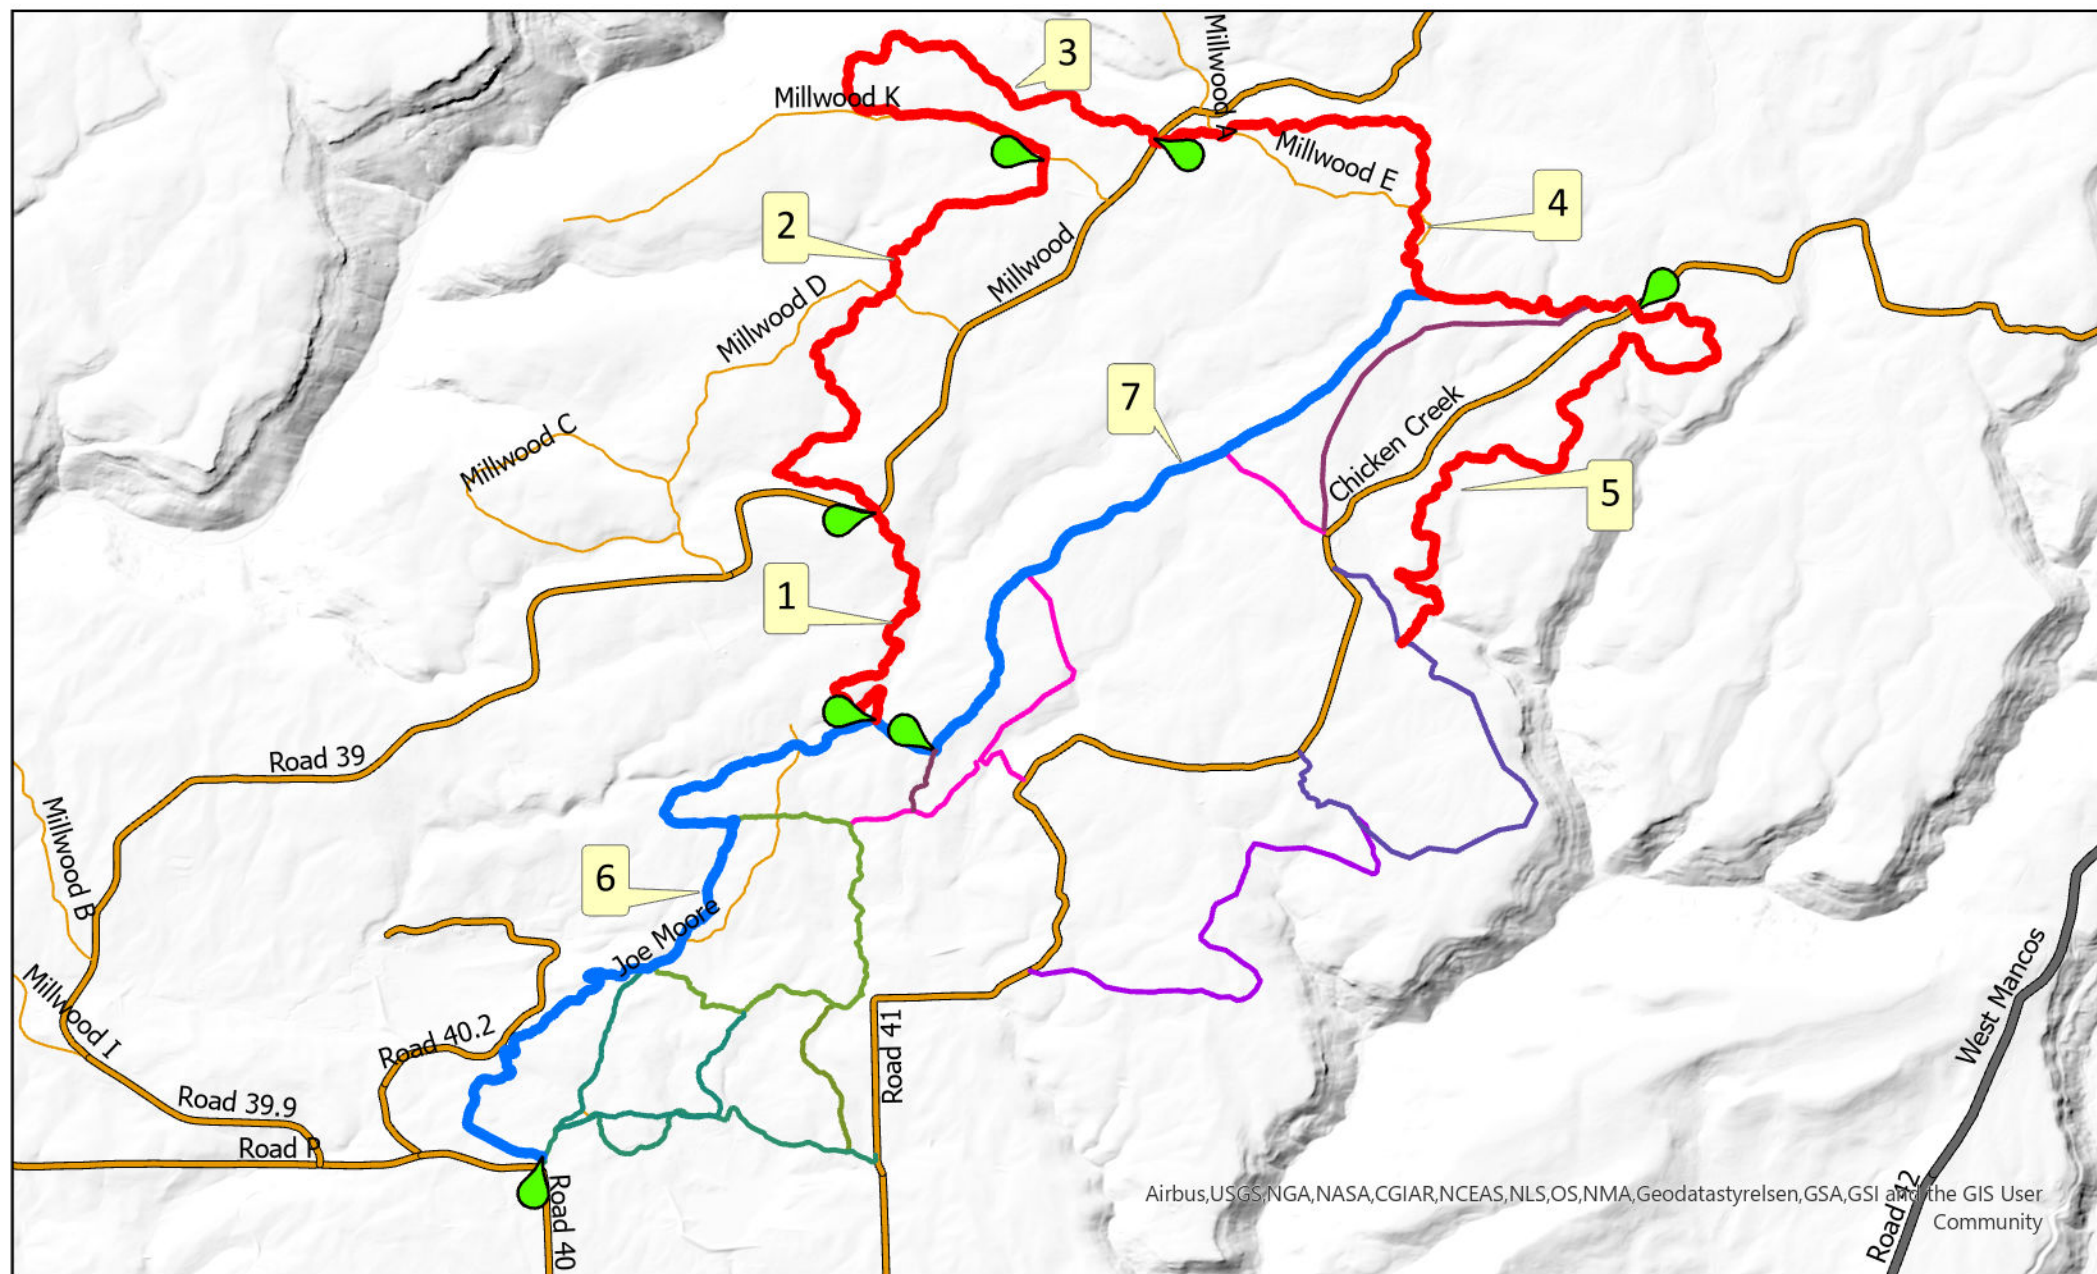 3
Millwood A
Millwood K
Millwood E
2
4
Millwood
Millwood D
7
Chicken Creek
Millwood C
5
1
Road 39
Millwood B
6
Joe Moore
West Mancos
Millwood I
Road 40.2
Road 41
Road 39.9
Road P
Road 40
Road 42
Airbus,USGS,NGA,NASA,CGIAR,NCEAS,NLS,OS,NMA,Geodatastyrelsen,GSA,GSI and the GIS User
Community